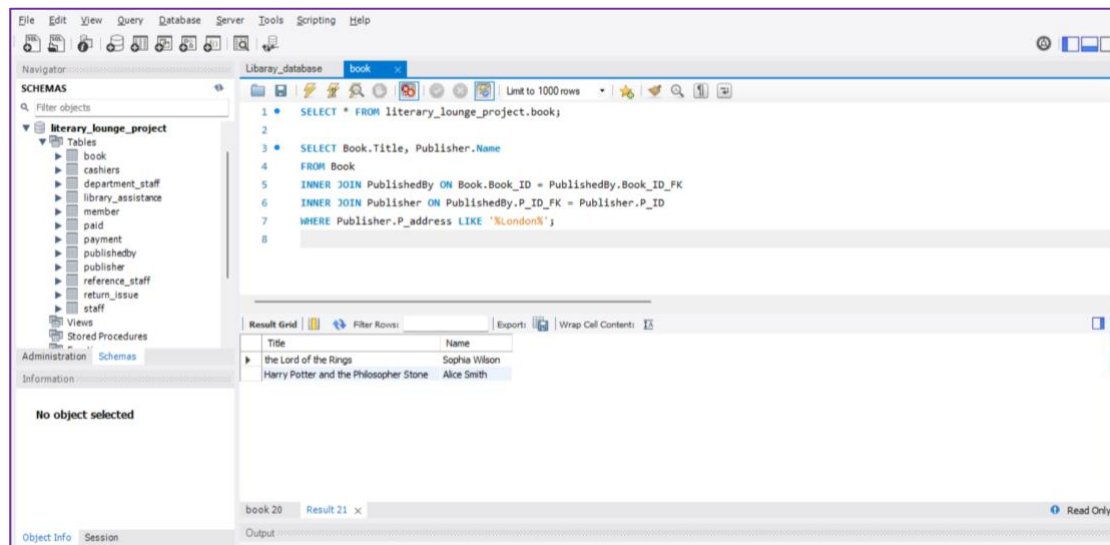 File Edit View Query Database Server Tools Scripting Help
Navigator
SCHEMAS
Filter objects
literary_lounge_project
Tables
book
cashiers
department_staff
library_assistance
member
paid
payment
publishedby
publisher
reference_staff
return_issue
staff
Views
Stored Procedures
Administration Schemas
Information
No object selected
Object Info Session
Libaray_database book
Limit to 1000 rows
1 SELECT * FROM literary_lounge_project.book;
2
3 SELECT Book.Title, Publisher.Name
4 FROM Book
5 INNER JOIN PublishedBy ON Book.Book_ID = PublishedBy.Book_ID_FK
6 INNER JOIN Publisher ON PublishedBy.P_ID_FK = Publisher.P_ID
7 WHERE Publisher.P_address LIKE '%London%';
8
Result Grid Filter Rows: Export: Wrap Cell Content:
Title Name
the Lord of the Rings Sophia Wilson
Harry Potter and the Philosopher Stone Alice Smith
book 20 Result 21 Read Only
Output